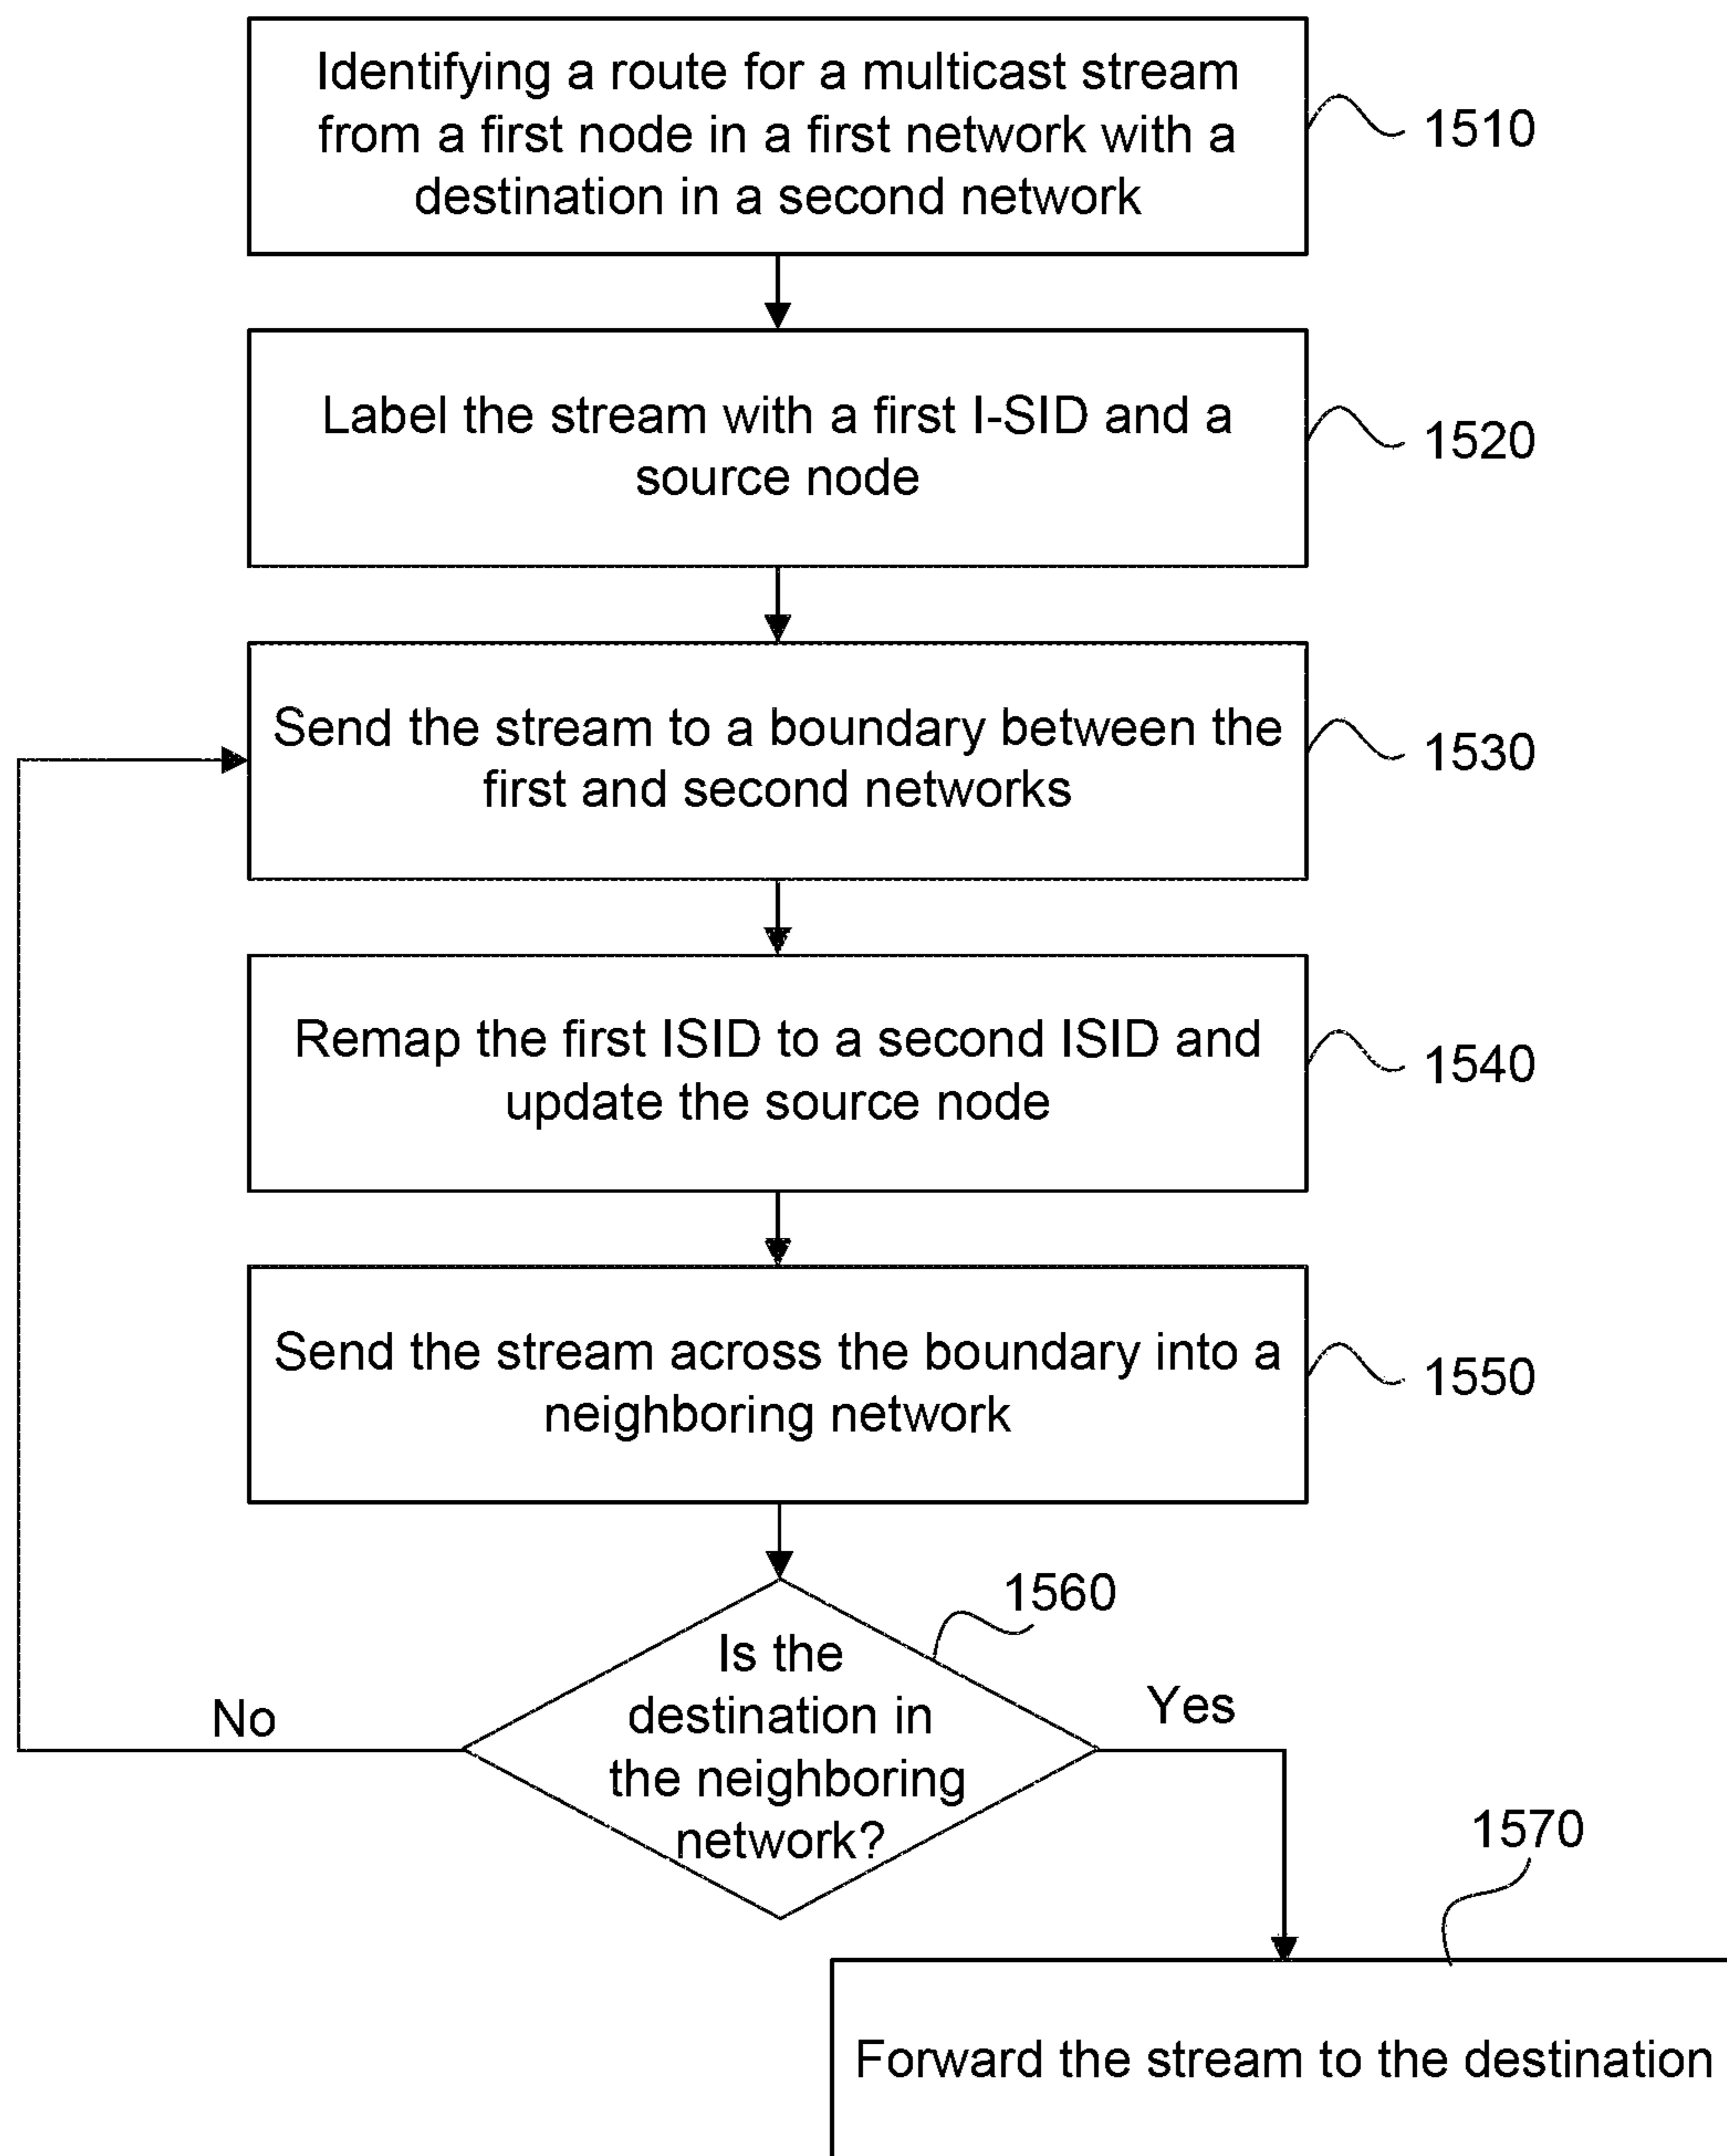 Identifying a route for a multicast stream
from a first node in a first network with a
destination in a second network
1510
Label the stream with a first I-SID and a
source node
1520
Send the stream to a boundary between the
first and second networks
1530
Remap the first ISID to a second ISID and
update the source node
1540
Send the stream across the boundary into a
neighboring network
1550
1560
Is the
destination in
the neighboring
network?
No
Yes
1570
Forward the stream to the destination